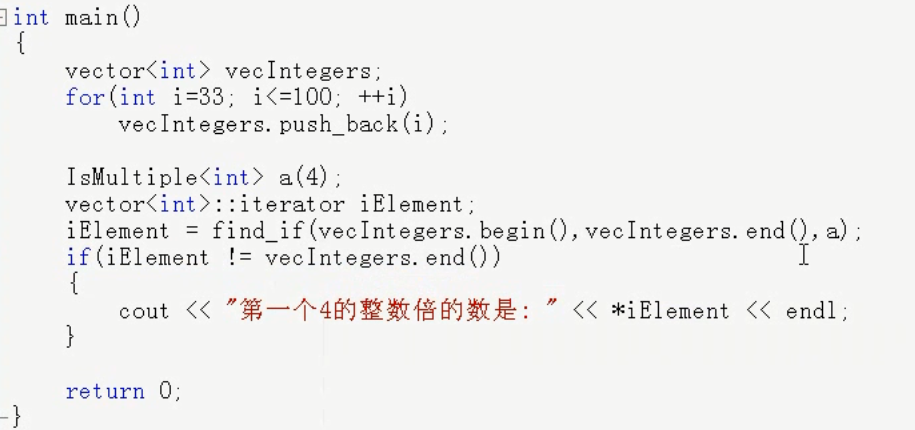 int main()
{
vector<int> vecIntegers;
for(int i=33; i<=100; ++i)
vecIntegers.push_back(i);
IsMultiple<int> a(4);
vector<int>::iterator iElement;
iElement = find_if(vecIntegers.begin(),vecIntegers.end(),a);
if(iElement != vecIntegers.end())
{
cout << "第一个4的整数倍的数是: " << *iElement << endl;
}
return 0;
}